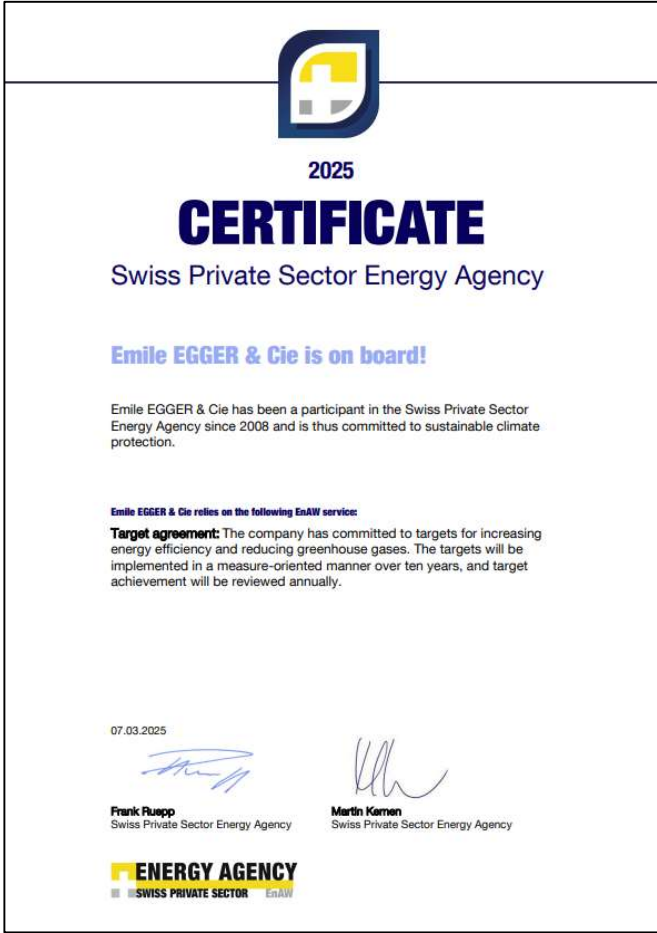 2025
CERTIFICATE
Swiss Private Sector Energy Agency
Emile EGGER & Cie is on board!
Emile EGGER & Cie has been a participant in the Swiss Private Sector
Energy Agency since 2008 and is thus committed to sustainable climate
protection.
Emile EGGER & Cie relies on the following EnAW service:
Target agreement: The company has committed to targets for increasing
energy efficiency and reducing greenhouse gases. The targets will be
implemented in a measure-oriented manner over ten years, and target
achievement will be reviewed annually.
07.03.2025
Frank Ruepp
Swiss Private Sector Energy Agency
Martin Kernen
Swiss Private Sector Energy Agency
ENERGY AGENCY
SWISS PRIVATE SECTOR EnAW